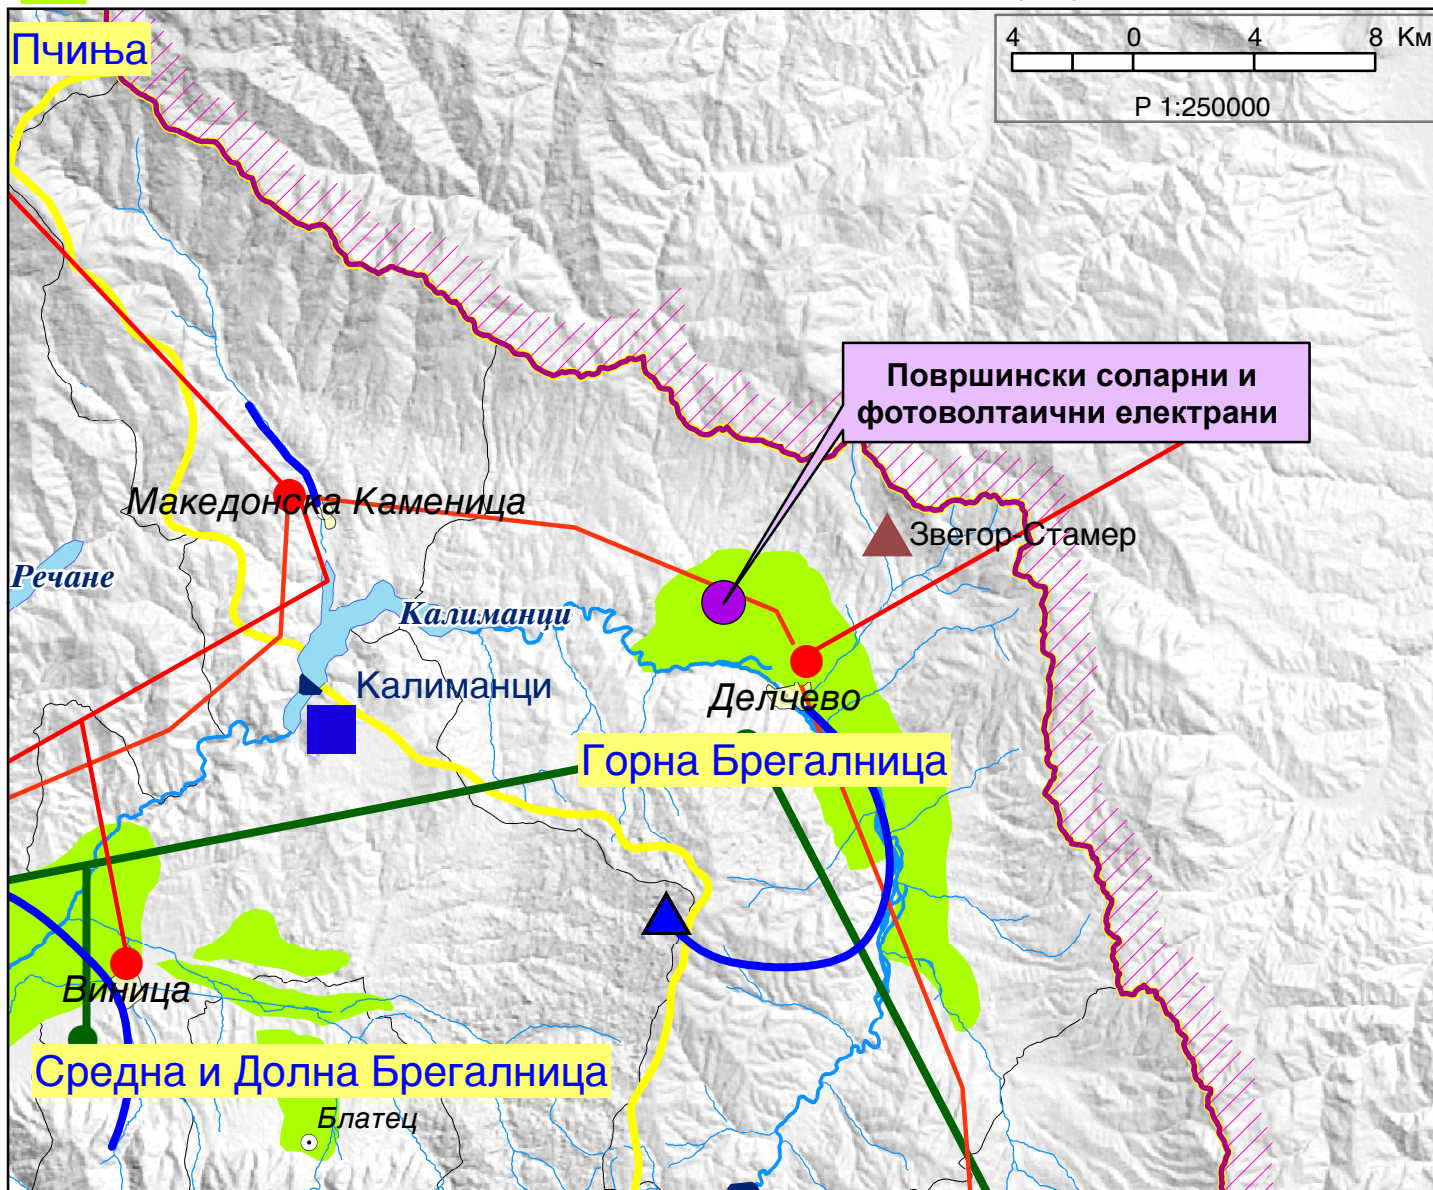 Пчиња
4 0 4 8 Км
Р 1:250000
Површински соларни и
фотоволтаични електрани
Македонска Каменица
Звегор-Стамер
Речане
Калиманци
Калиманци
Делчево
Горна Брегалница
Виница
Средна и Долна Брегалница
Блатец